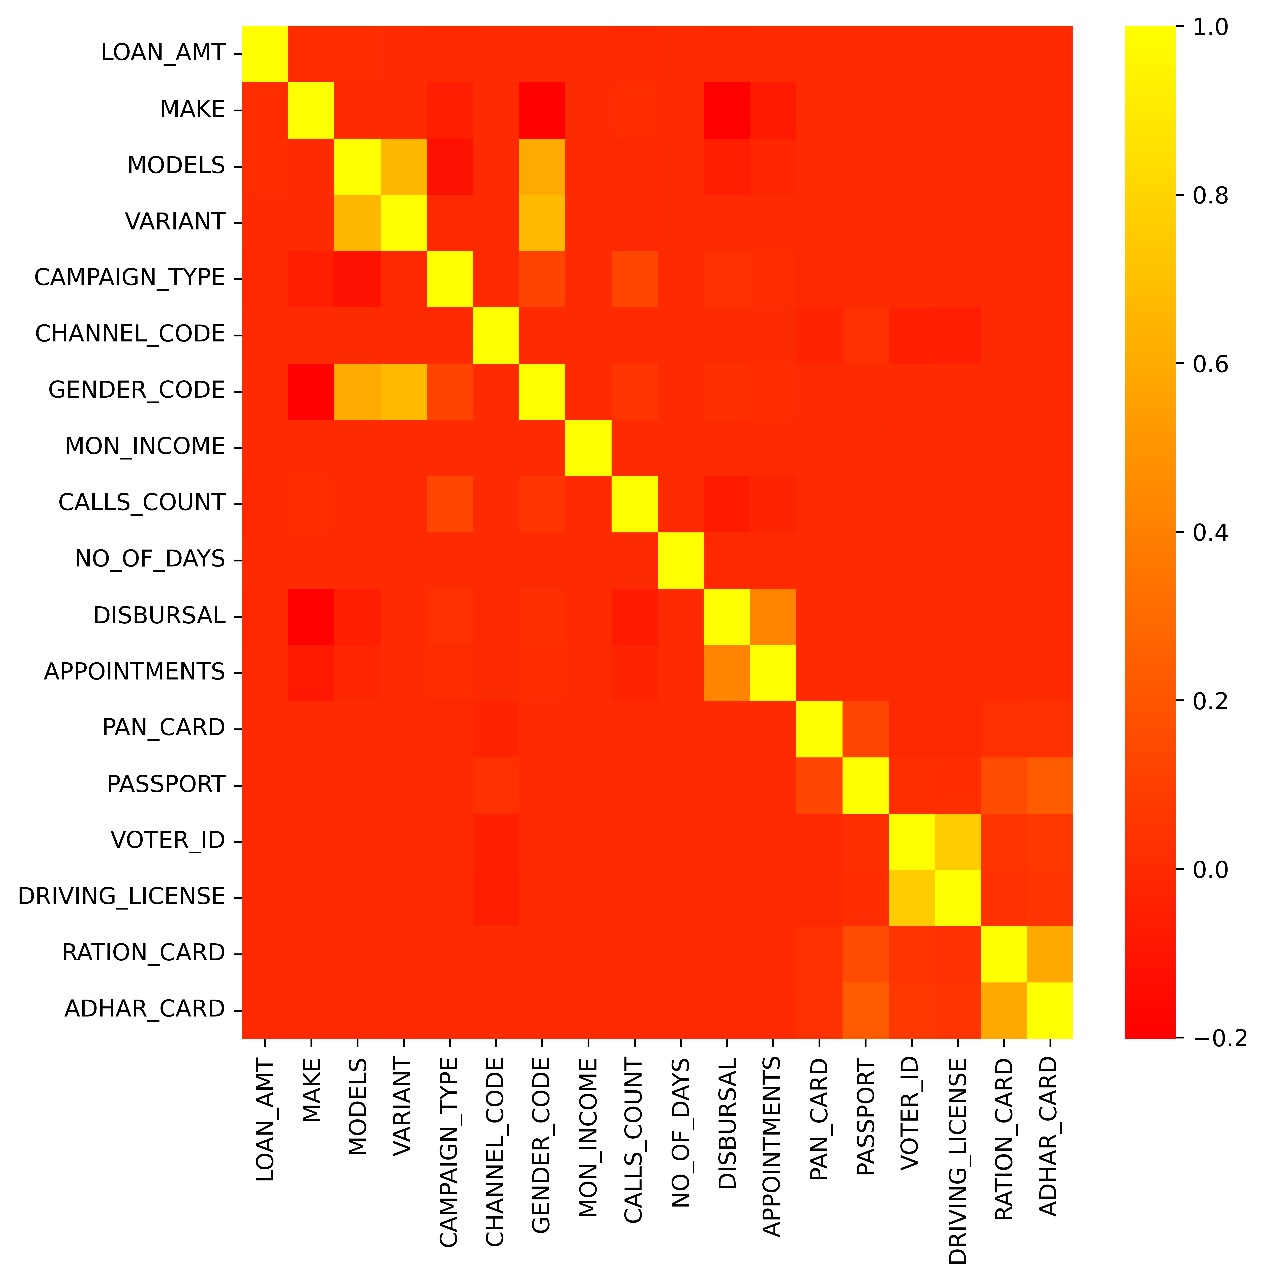 LOAN_AMT
MAKE
MODELS
VARIANT
CAMPAIGN_TYPE
CHANNEL_CODE
GENDER_CODE
MON_INCOME
CALLS_COUNT
NO_OF_DAYS
DISBURSAL
APPOINTMENTS
PAN_CARD
PASSPORT
VOTER_ID
DRIVING_LICENSE
RATION_CARD
ADHAR_CARD
LOAN_AMT
MAKE
MODELS
VARIANT
CAMPAIGN_TYPE
CHANNEL_CODE
GENDER_CODE
MON_INCOME
CALLS_COUNT
NO_OF_DAYS
DISBURSAL
APPOINTMENTS
PAN_CARD
PASSPORT
VOTER_ID
DRIVING_LICENSE
RATION_CARD
ADHAR_CARD
1.0
0.8
0.6
0.4
0.2
0.0
−0.2